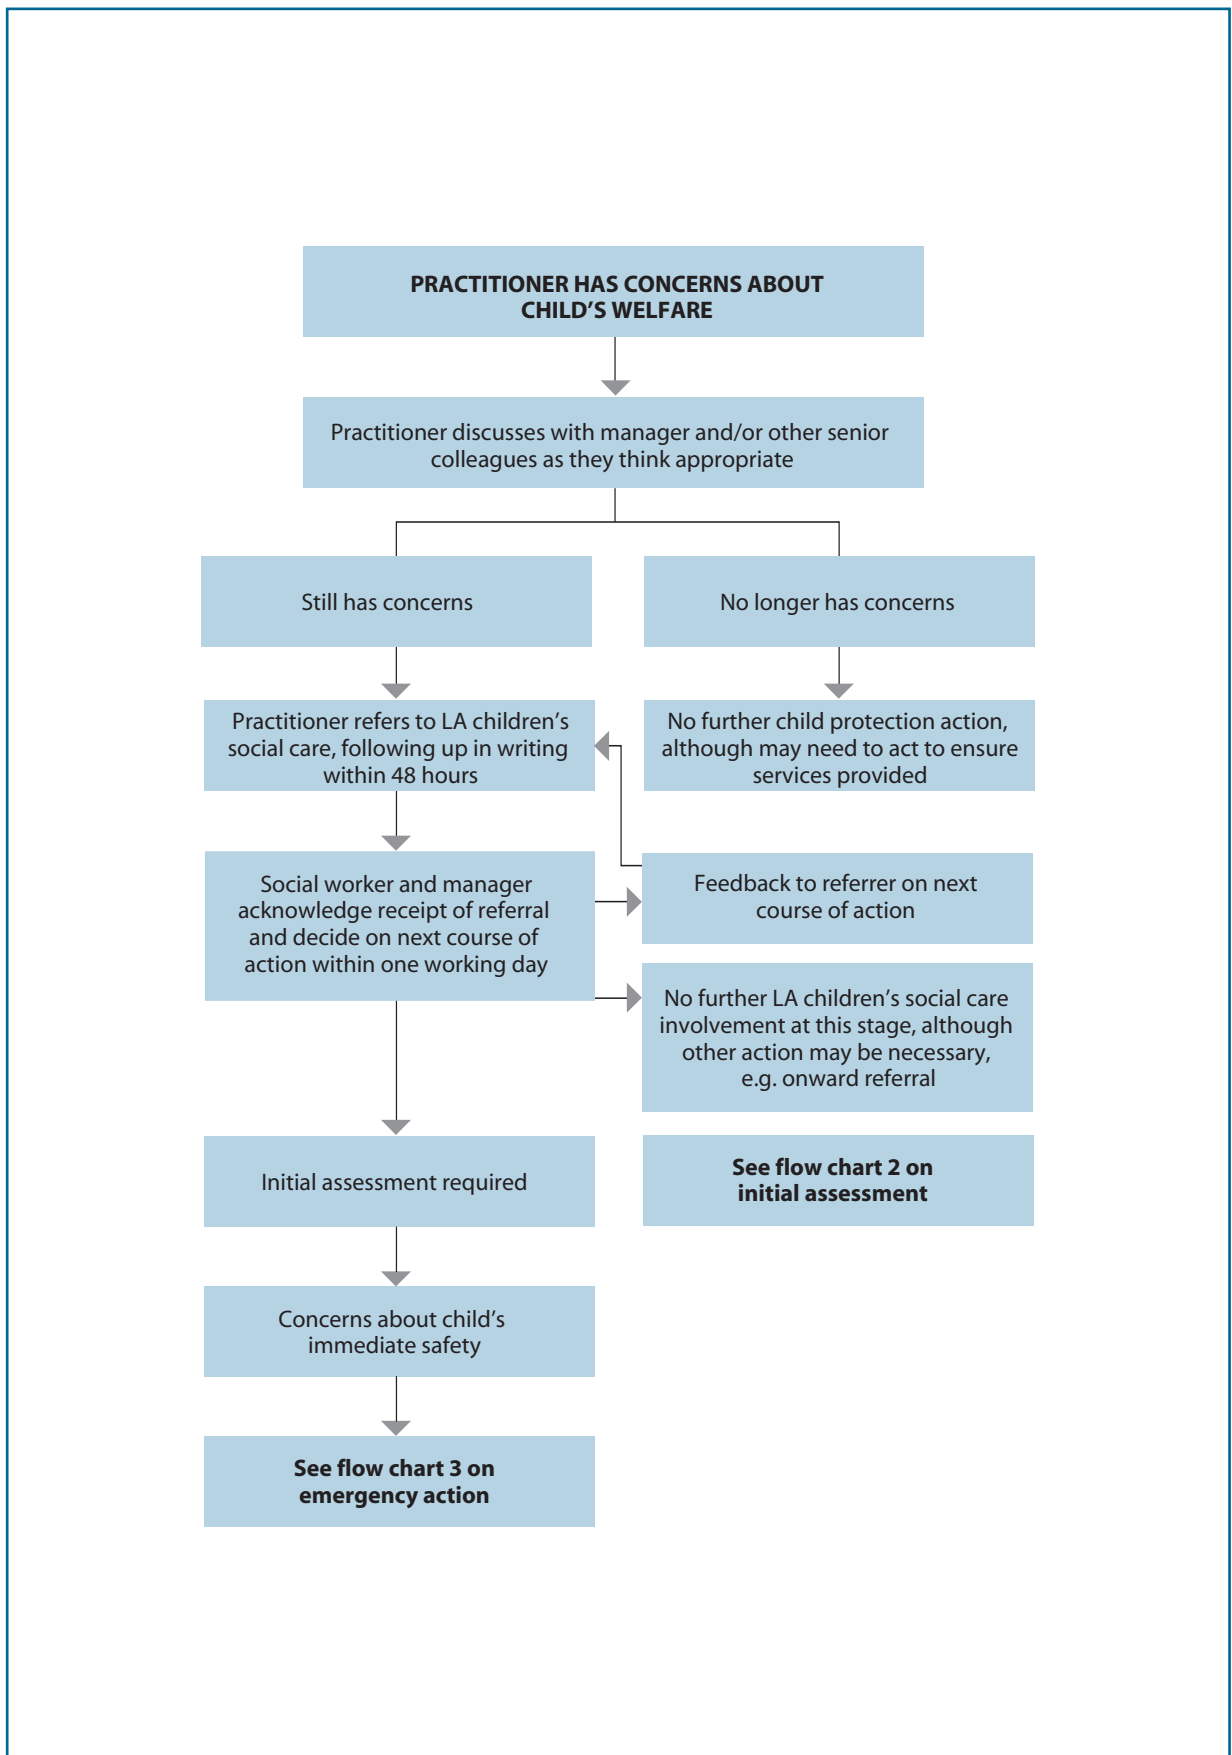 PRACTITIONER HAS CONCERNS ABOUT
CHILD’S WELFARE
Practitioner discusses with manager and/or other senior
colleagues as they think appropriate
Still has concerns
No longer has concerns
Practitioner refers to LA children’s
social care, following up in writing
within 48 hours
No further child protection action,
although may need to act to ensure
services provided
Social worker and manager
acknowledge receipt of referral
and decide on next course of
action within one working day
Feedback to referrer on next
course of action
No further LA children’s social care
involvement at this stage, although
other action may be necessary,
e.g. onward referral
Initial assessment required
See flow chart 2 on
initial assessment
Concerns about child’s
immediate safety
See flow chart 3 on
emergency action